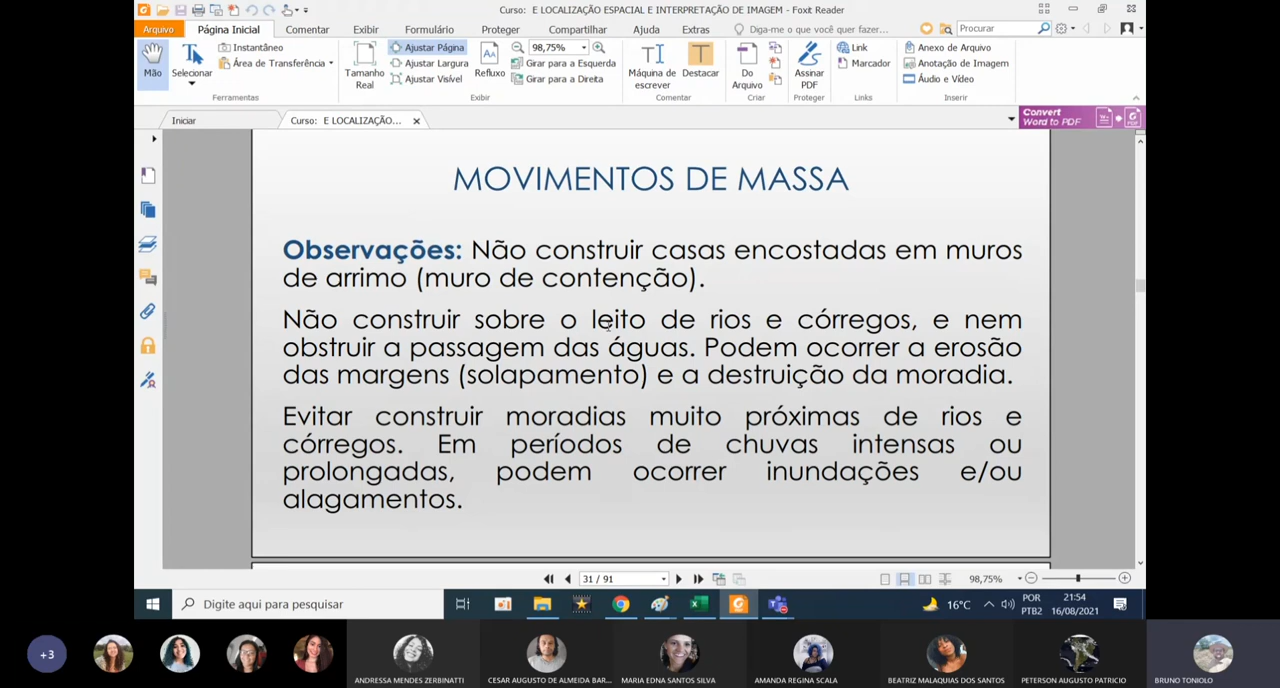 Curso: E LOCALIZAÇÃO ESPACIAL E INTERPRETAÇÃO DE IMAGEM - Foxit Reader
Arquivo Página Inicial Comentar Exibir Formulário Proteger Compartilhar Ajuda Extras Diga-me o que você quer fazer... Procurar
Mão
Selecionar
Instantâneo
Área de Transferência
Ferramentas
Tamanho Real
Ajustar Página
Ajustar Largura
Ajustar Visível
Refluxo
98,75%
Girar para a Esquerda
Girar para a Direita
Exibir
Máquina de escrever
Destacar
Comentar
Do Arquivo
Criar
Assinar PDF
Proteger
Link
Marcador
Links
Anexo de Arquivo
Anotação de Imagem
Áudio e Vídeo
Inserir
Iniciar
Curso: E LOCALIZAÇÃO...
Convert
Word to PDF
MOVIMENTOS DE MASSA
Observações: Não construir casas encostadas em muros
de arrimo (muro de contenção).
Não construir sobre o leito de rios e córregos, e nem
obstruir a passagem das águas. Podem ocorrer a erosão
das margens (solapamento) e a destruição da moradia.
Evitar construir moradias muito próximas de rios e
córregos. Em períodos de chuvas intensas ou
prolongadas, podem ocorrer inundações e/ou
alagamentos.
31 / 91
98,75%
Digite aqui para pesquisar
16°C
POR
PTB2
21:54
16/08/2021
+3
ANDRESSA MENDES ZERBINATTI
CESAR AUGUSTO DE ALMEIDA BAR...
MARIA EDNA SANTOS SILVA
AMANDA REGINA SCALA
BEATRIZ MALAQUIAS DOS SANTOS
PETERSON AUGUSTO PATRICIO
BRUNO TONIOLO